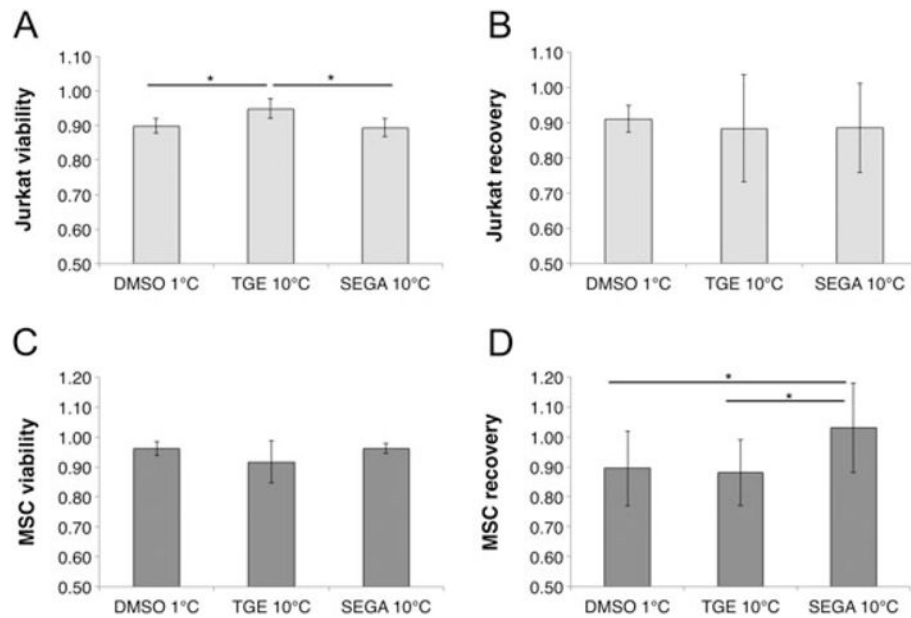 A
Jurkat viability
1.10
1.00
0.90
0.80
0.70
0.60
0.50
*
*
DMSO 1°C TGE 10°C SEGA 10°C
B
Jurkat recovery
1.10
1.00
0.90
0.80
0.70
0.60
0.50
DMSO 1°C TGE 10°C SEGA 10°C
C
MSC viability
1.20
1.10
1.00
0.90
0.80
0.70
0.60
0.50
DMSO 1°C TGE 10°C SEGA 10°C
D
MSC recovery
1.20
1.10
1.00
0.90
0.80
0.70
0.60
0.50
*
*
DMSO 1°C TGE 10°C SEGA 10°C